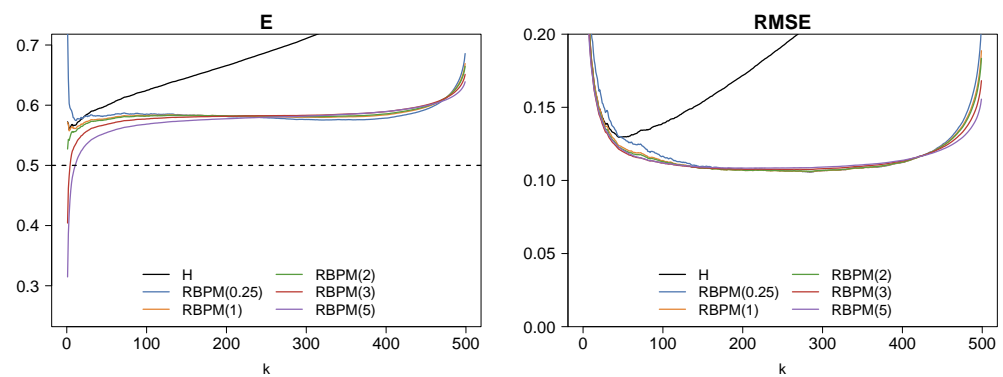 E
0.7
0.6
0.5
0.4
0.3
H
RBPM(0.25)
RBPM(1)
RBPM(2)
RBPM(3)
RBPM(5)
0 100 200 300 400 500
k
RMSE
0.20
0.15
0.10
0.05
0.00
H
RBPM(0.25)
RBPM(1)
RBPM(2)
RBPM(3)
RBPM(5)
0 100 200 300 400 500
k